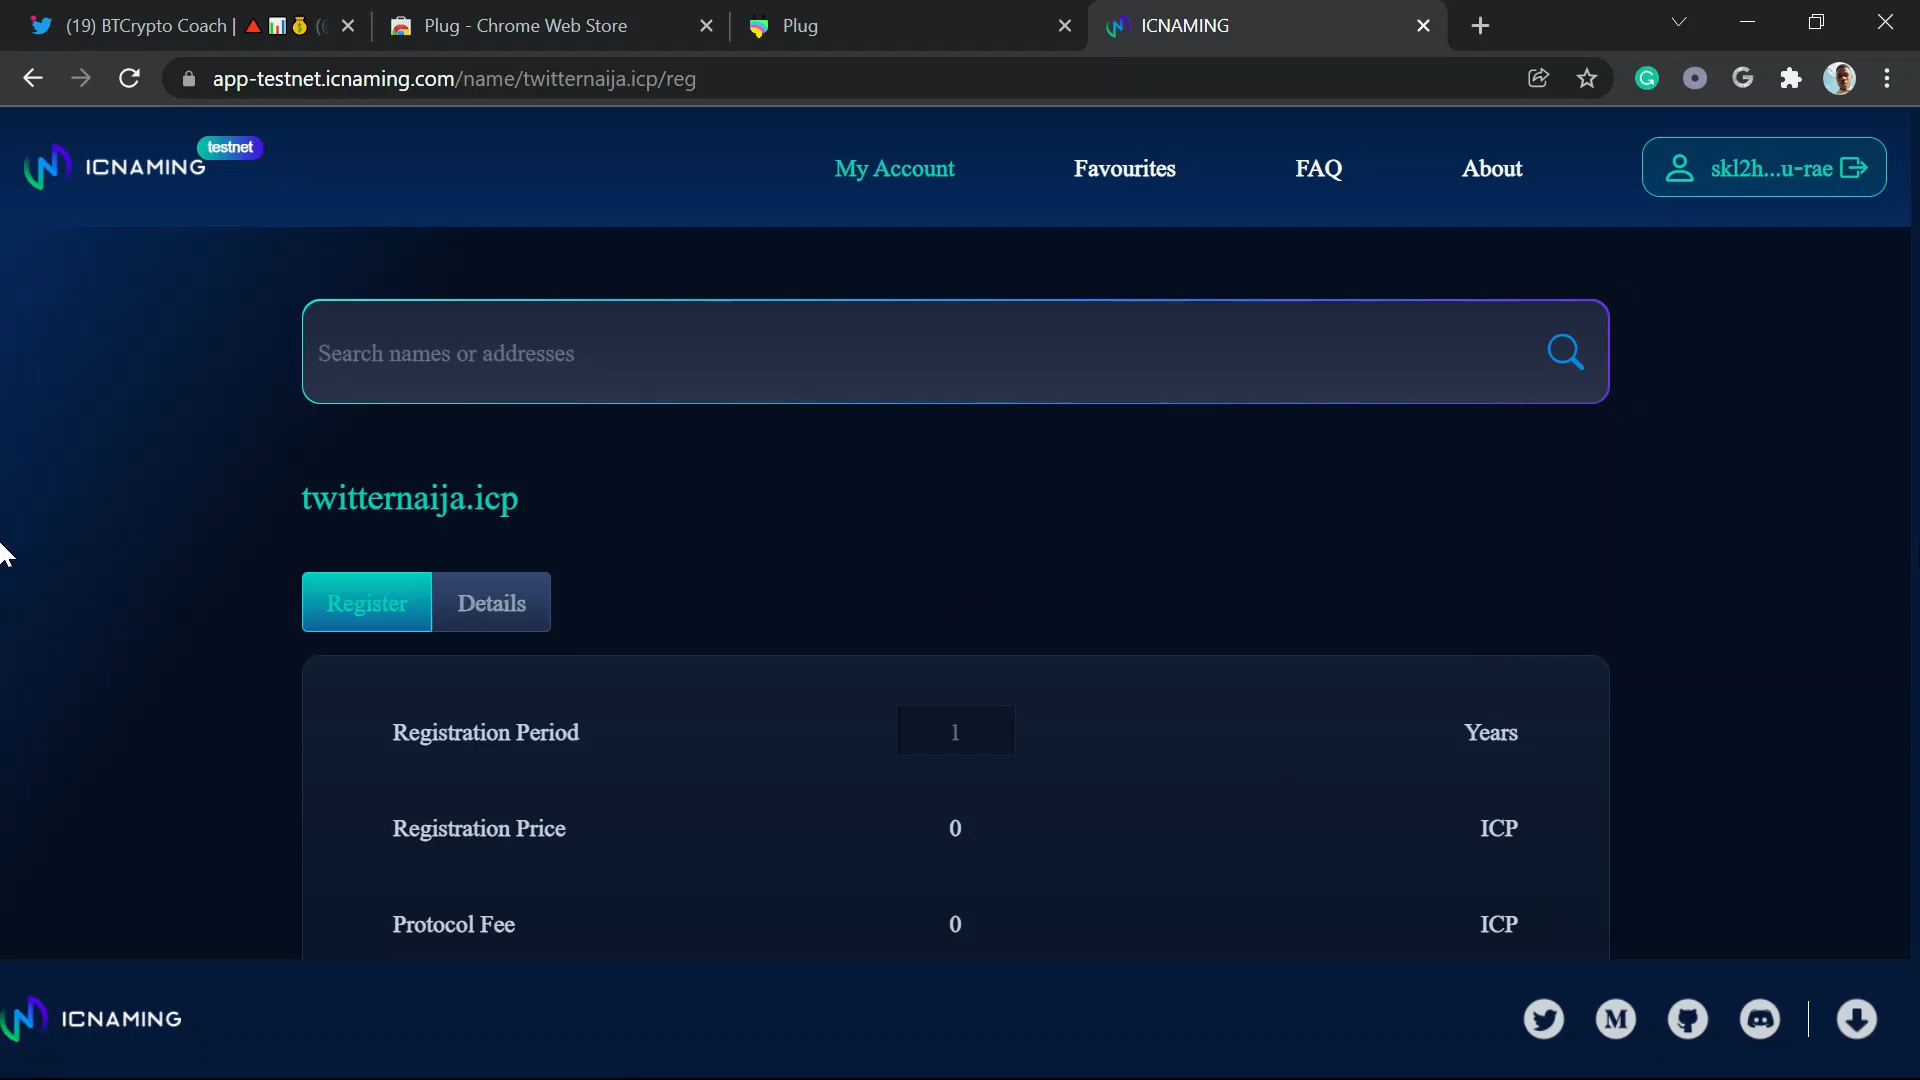 (19) BTCrypto Coach |
Plug - Chrome Web Store
Plug
ICNAMING
app-testnet.icnaming.com/name/twitternaija.icp/reg
ICNAMING
testnet
My Account
Favourites
FAQ
About
skl2h...u-rae
Search names or addresses
twitternaija.icp
Register
Details
Registration Period
1
Years
Registration Price
0
ICP
Protocol Fee
0
ICP
ICNAMING